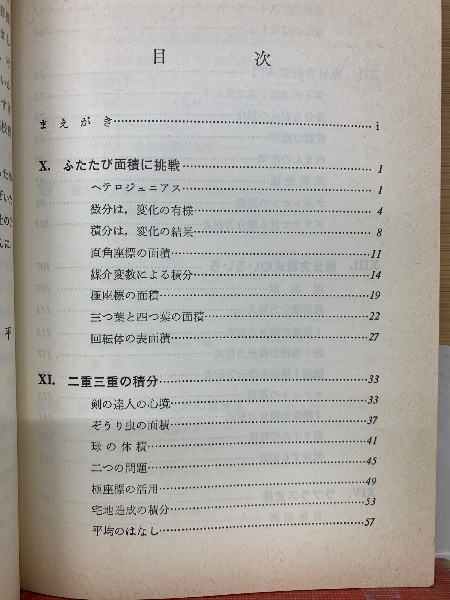 目 次
まえがき…………i
X. ふたたび面積に挑戦…………1
ヘテロジュニアス…………1
微分は，変化の有様…………4
積分は，変化の結果…………8
直角座標の面積…………11
媒介変数による積分…………14
極座標の面積…………19
三つ葉と四つ葉の面積…………22
回転体の表面積…………27
XI. 二重三重の積分…………33
剣の達人の心境…………33
ぞうり虫の面積…………37
球の体積…………41
二つの問題…………45
極座標の活用…………49
宅地造成の積分…………53
平均のはなし…………57